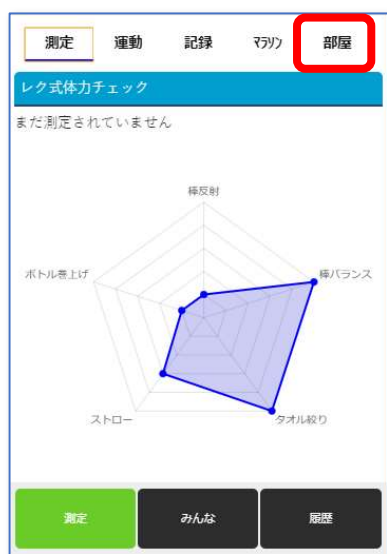 測定 運動 記録 ﾏﾗｿﾝ 部屋
レク式体力チェック
まだ測定されていません
棒反射
ボトル巻上げ 棒バランス
ストロー タオル絞り
測定 みんな 履歴